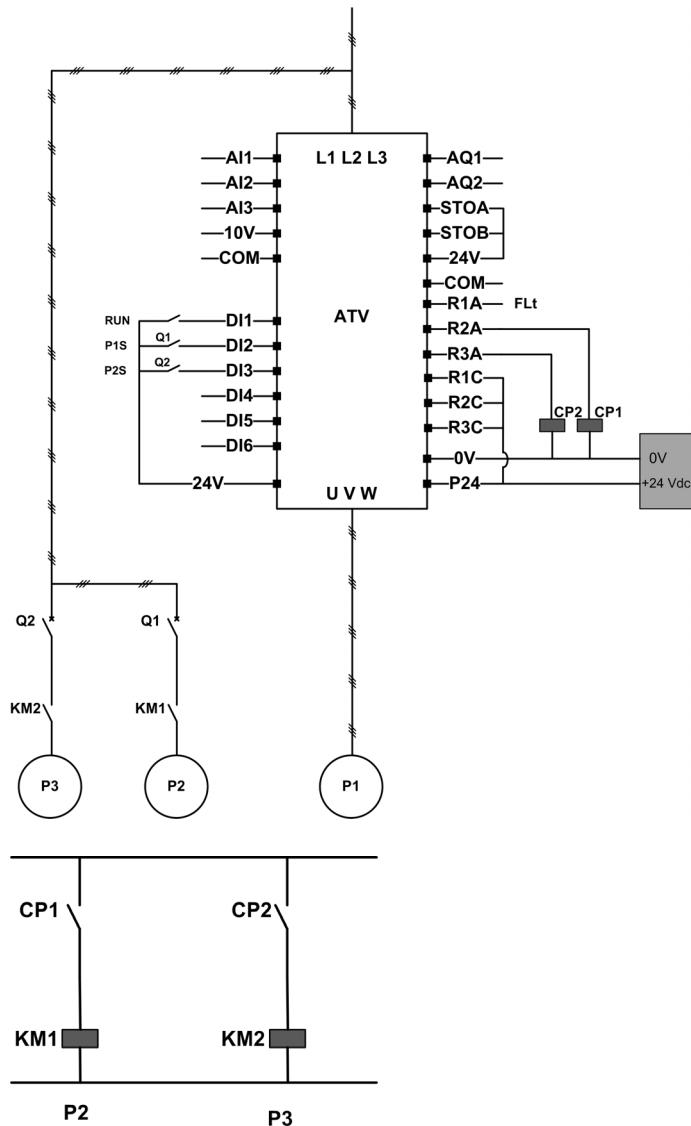 L1 L2 L3
AI1
AQ1
AI2
AQ2
AI3
STOA
10V
STOB
COM
24V
COM
R1A
FLt
ATV
RUN
DI1
R2A
P1S
Q1
DI2
R3A
P2S
Q2
DI3
R1C
DI4
R2C
CP2
CP1
DI5
R3C
DI6
0V
0V
24V
P24
+24 Vdc
U V W
Q2
Q1
KM2
KM1
P3
P2
P1
CP1
CP2
KM1
KM2
P2
P3